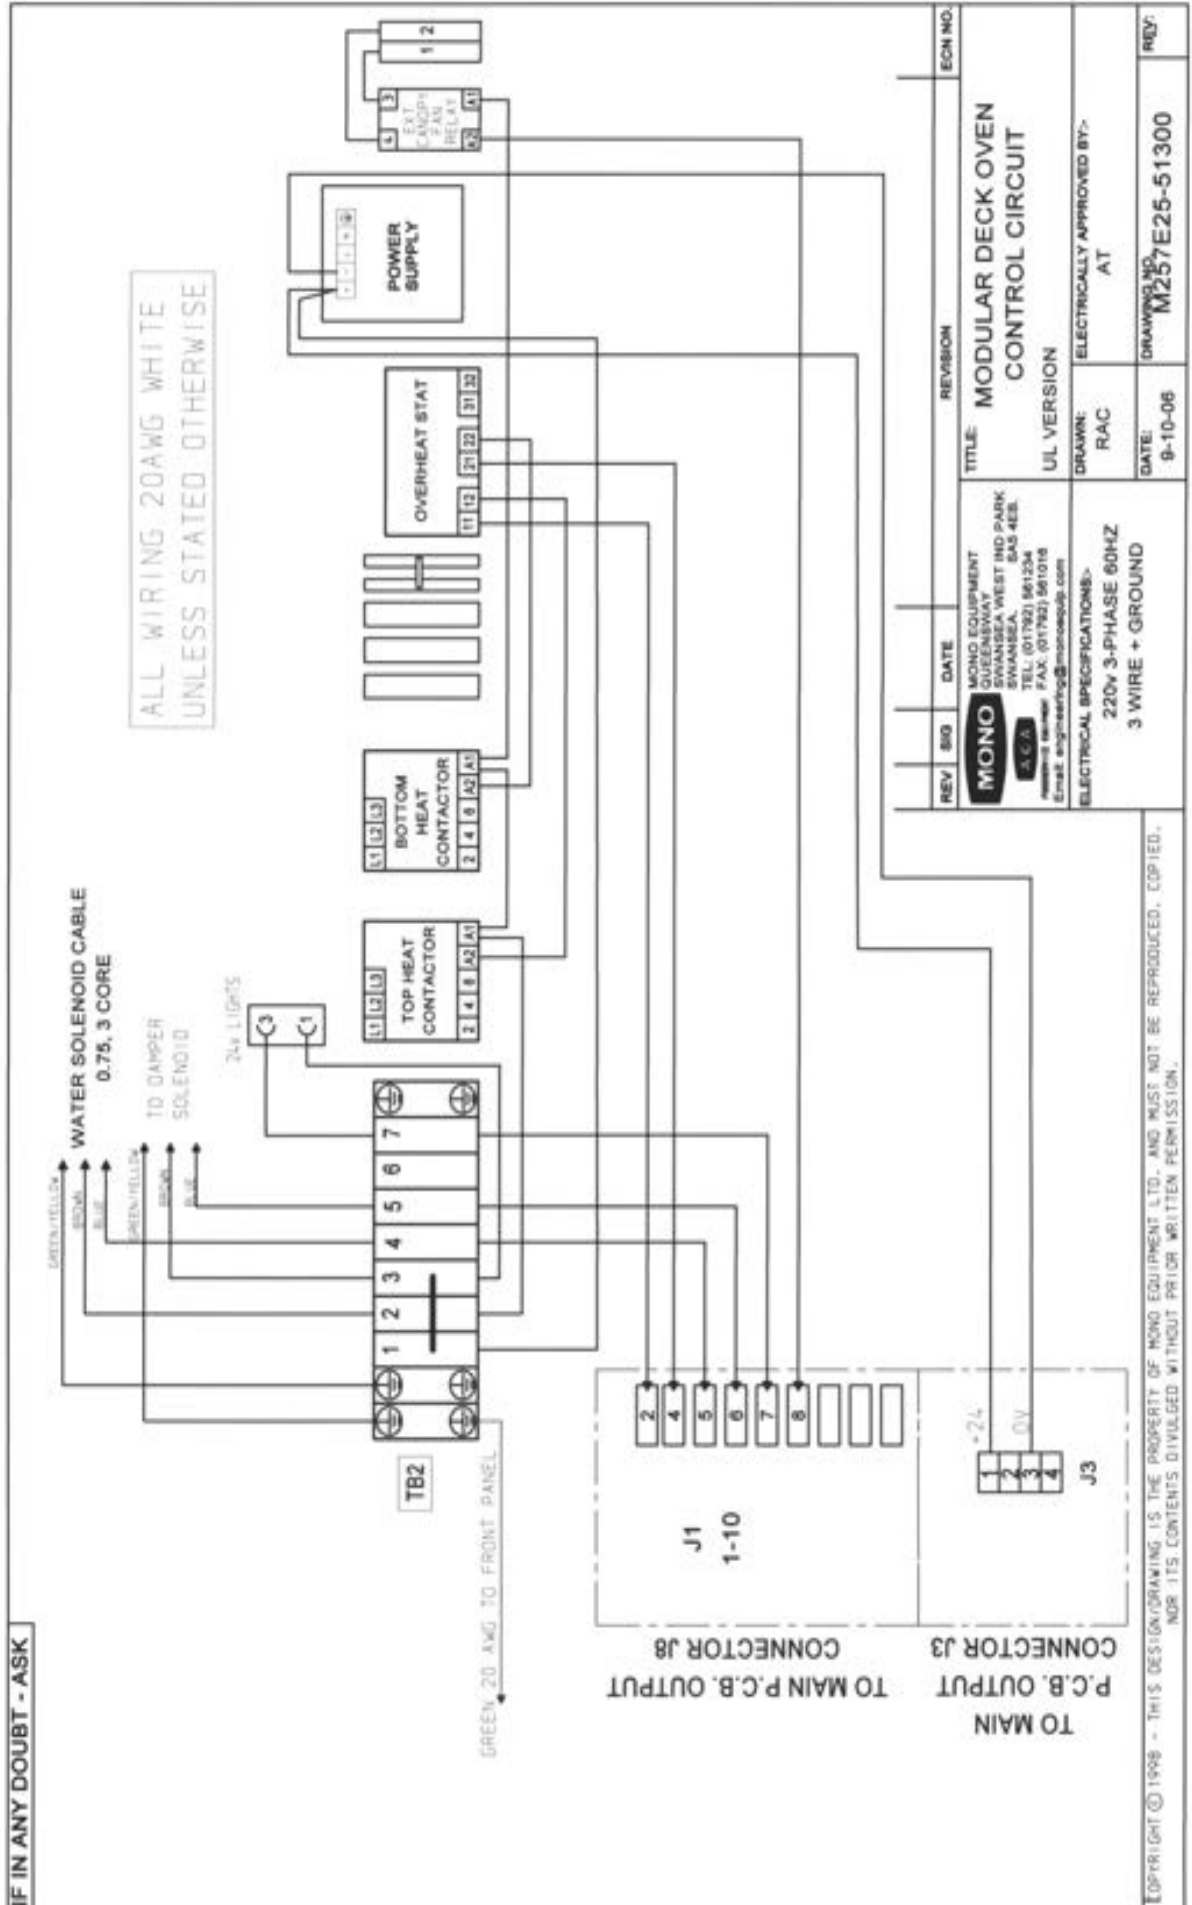 IF IN ANY DOUBT - ASK
ALL WIRING 20AWG WHITE
UNLESS STATED OTHERWISE
WATER SOLENOID CABLE
0.75, 3 CORE
GREEN/YELLOW
BROWN
BLUE
TO DAMPER
SOLENOID
GREEN/YELLOW
BROWN
BLUE
24v LIGHTS
3
1
TB2
1
2
3
4
5
6
7
GREEN 20 AWG TO FRONT PANEL
L1 L2 L3
TOP HEAT
CONTACTOR
2 4 6 A2 A1
L1 L2 L3
BOTTOM
HEAT
CONTACTOR
2 4 6 A2 A1
OVERHEAT STAT
11 12 21 22 31 32
POWER
SUPPLY
4 3
EXT
CANOPY
FAN
RELAY
A2 A1
1 2
J1
1-10
2
4
5
6
7
8
TO MAIN P.C.B. OUTPUT
CONNECTOR J8
+24
0V
1
2
3
4
J3
TO MAIN
P.C.B. OUTPUT
CONNECTOR J3
REV SIG DATE REVISION ECN NO.
MONO
ACA
MONO EQUIPMENT
QUEENSWAY
SWANSEA WEST IND PARK
SWANSEA. SA5 4EB.
TEL: (01792) 561234
FAX: (01792) 561016
Email: engineering@monoequip.com
TITLE: MODULAR DECK OVEN
CONTROL CIRCUIT
UL VERSION
ELECTRICAL SPECIFICATIONS:-
220v 3-PHASE 60HZ
3 WIRE + GROUND
DRAWN:
RAC
ELECTRICALLY APPROVED BY:-
AT
DATE:
9-10-06
DRAWING NO.
M257E25-51300
REV:
COPYRIGHT © 1998 - THIS DESIGN/DRAWING IS THE PROPERTY OF MONO EQUIPMENT LTD. AND MUST NOT BE REPRODUCED, COPIED,
NOR ITS CONTENTS DIVULGED WITHOUT PRIOR WRITTEN PERMISSION.